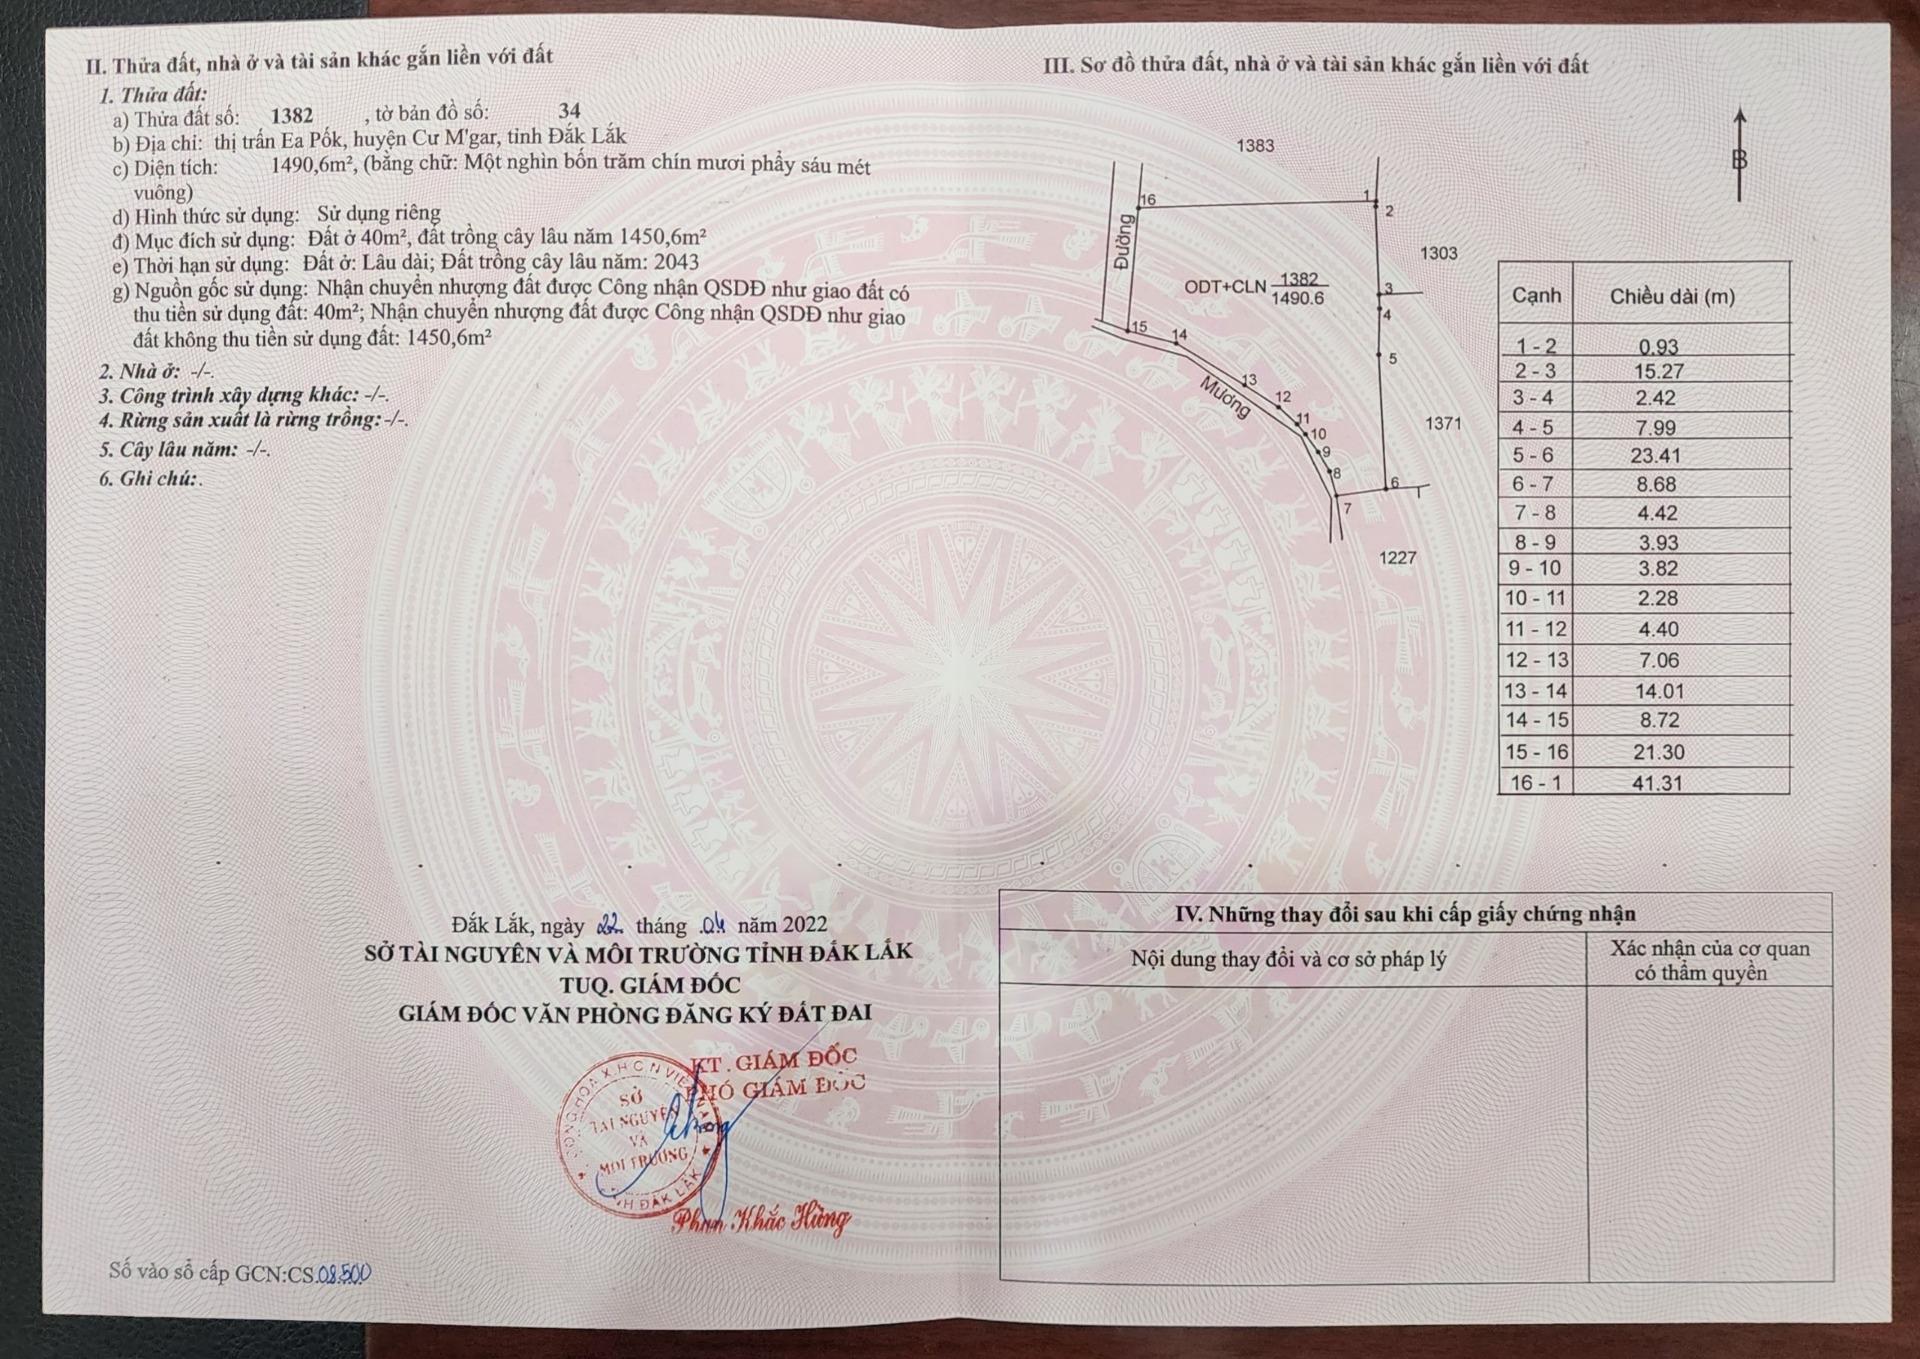 II. Thửa đất, nhà ở và tài sản khác gắn liền với đất
1. Thửa đất:
a) Thửa đất số: 1382 , tờ bản đồ số: 34
b) Địa chỉ: thị trấn Ea Pốk, huyện Cư M'gar, tỉnh Đắk Lắk
c) Diện tích: 1490,6m², (bằng chữ: Một nghìn bốn trăm chín mươi phẩy sáu mét
vuông)
d) Hình thức sử dụng: Sử dụng riêng
đ) Mục đích sử dụng: Đất ở 40m², đất trồng cây lâu năm 1450,6m²
e) Thời hạn sử dụng: Đất ở: Lâu dài; Đất trồng cây lâu năm: 2043
g) Nguồn gốc sử dụng: Nhận chuyển nhượng đất được Công nhận QSDĐ như giao đất có
thu tiền sử dụng đất: 40m²; Nhận chuyển nhượng đất được Công nhận QSDĐ như giao
đất không thu tiền sử dụng đất: 1450,6m²
2. Nhà ở: -/-.
3. Công trình xây dựng khác: -/-.
4. Rừng sản xuất là rừng trồng: -/-.
5. Cây lâu năm: -/-.
6. Ghi chú:.
Đắk Lắk, ngày 22 tháng 04 năm 2022
SỞ TÀI NGUYÊN VÀ MÔI TRƯỜNG TỈNH ĐẮK LẮK
TUQ. GIÁM ĐỐC
GIÁM ĐỐC VĂN PHÒNG ĐĂNG KÝ ĐẤT ĐAI
KT. GIÁM ĐỐC
PHÓ GIÁM ĐỐC
SỞ
TÀI NGUYÊN
VÀ
MÔI TRƯỜNG
Phan Khắc Hừng
Số vào sổ cấp GCN:CS.08500
III. Sơ đồ thửa đất, nhà ở và tài sản khác gắn liền với đất
B
1383
16
1
2
Đường
1303
ODT+CLN 1382
1490.6
3
4
15
14
5
13
Mương
12
11
10
9
8
1371
6
7
1227
Cạnh Chiều dài (m)
1 - 2 0.93
2 - 3 15.27
3 - 4 2.42
4 - 5 7.99
5 - 6 23.41
6 - 7 8.68
7 - 8 4.42
8 - 9 3.93
9 - 10 3.82
10 - 11 2.28
11 - 12 4.40
12 - 13 7.06
13 - 14 14.01
14 - 15 8.72
15 - 16 21.30
16 - 1 41.31
IV. Những thay đổi sau khi cấp giấy chứng nhận
Nội dung thay đổi và cơ sở pháp lý
Xác nhận của cơ quan
có thẩm quyền